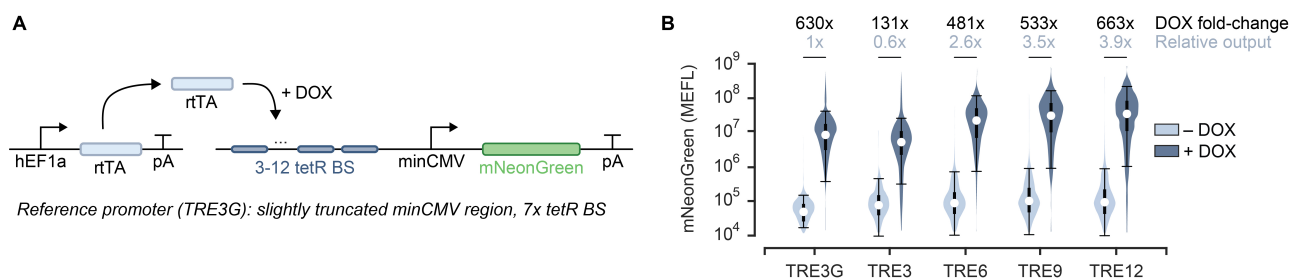 A
rtTA
+ DOX
...
hEF1a
rtTA
pA
3-12 tetR BS
minCMV
mNeonGreen
pA
Reference promoter (TRE3G): slightly truncated minCMV region, 7x tetR BS
B
630x 131x 481x 533x 663x DOX fold-change
1x 0.6x 2.6x 3.5x 3.9x Relative output
mNeonGreen (MEFL)
10⁹
10⁸
10⁷
10⁶
10⁵
10⁴
– DOX
+ DOX
TRE3G TRE3 TRE6 TRE9 TRE12